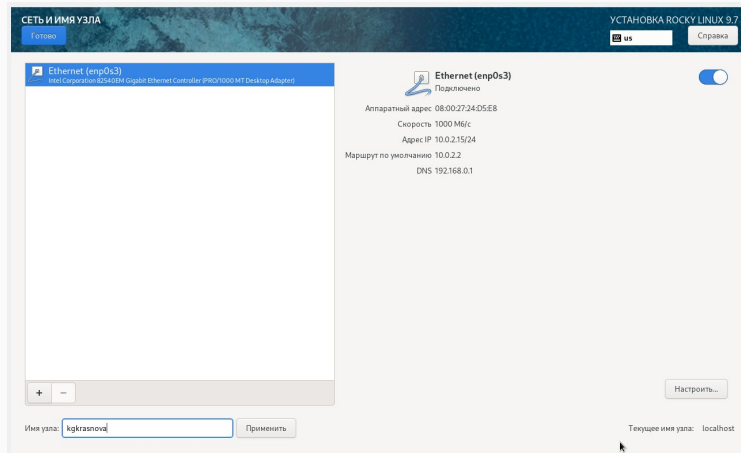 СЕТЬ И ИМЯ УЗЛА
УСТАНОВКА ROCKY LINUX 9.7
Готово
us
Справка
Ethernet (enp0s3)
Intel Corporation 82540EM Gigabit Ethernet Controller (PRO/1000 MT Desktop Adapter)
Ethernet (enp0s3)
Подключено
Аппаратный адрес 08:00:27:24:D5:E8
Скорость 1000 Мб/с
Адрес IP 10.0.2.15/24
Маршрут по умолчанию 10.0.2.2
DNS 192.168.0.1
+ −
Настроить...
Имя узла: kgkrasnova Применить
Текущее имя узла: localhost